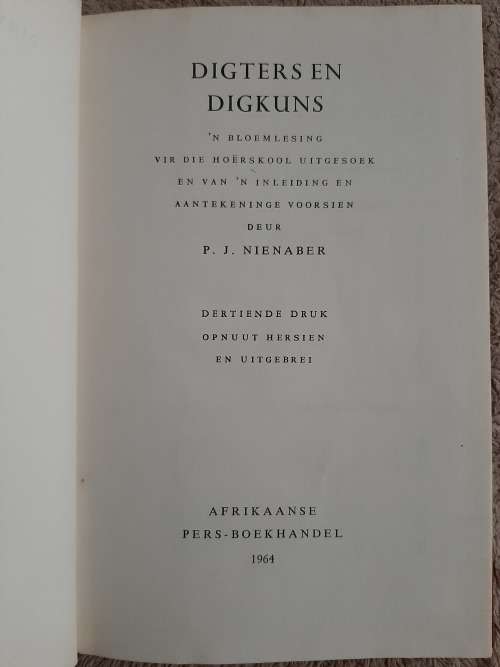 DIGTERS EN
DIGKUNS
'N BLOEMLESING
VIR DIE HOËRSKOOL UITGESOEK
EN VAN 'N INLEIDING EN
AANTEKENINGE VOORSIEN
DEUR
P. J. NIENABER
DERTIENDE DRUK
OPNUUT HERSIEN
EN UITGEBREI
AFRIKAANSE
PERS-BOEKHANDEL
1964